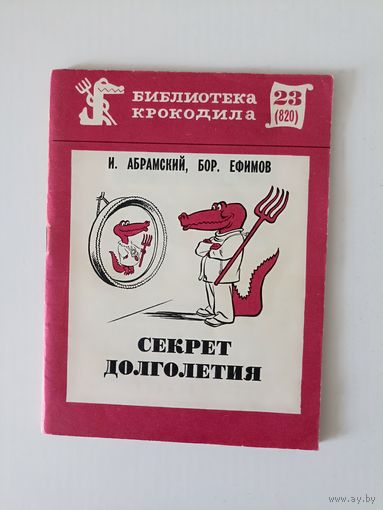 БИБЛИОТЕКА
КРОКОДИЛА
23
(820)
И. АБРАМСКИЙ, БОР. ЕФИМОВ
СЕКРЕТ
ДОЛГОЛЕТИЯ
www.ay.by